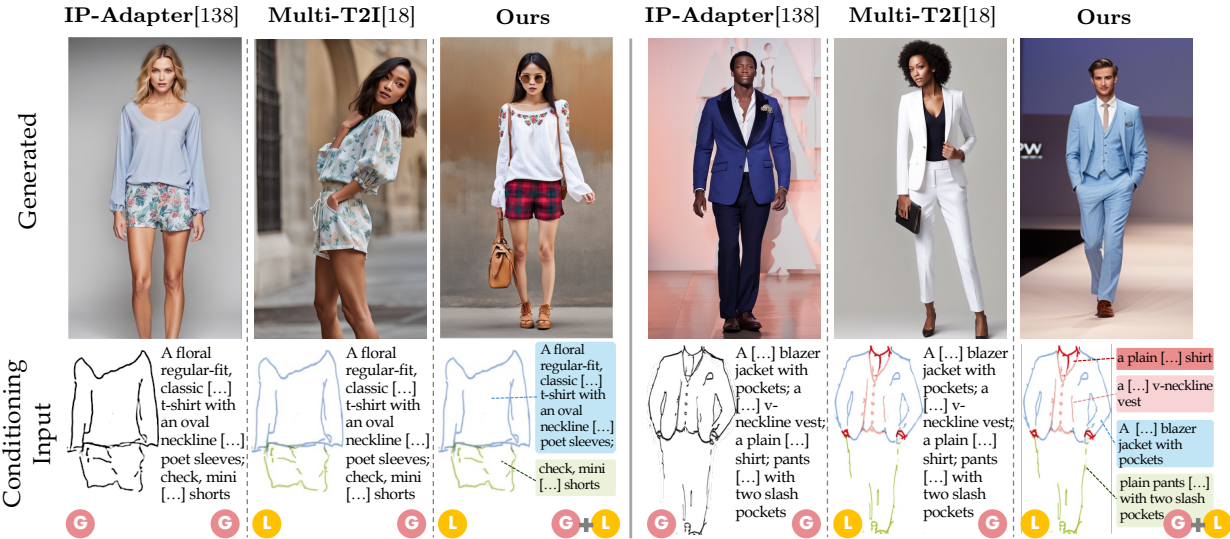 IP-Adapter[138]
Multi-T2I[18]
Ours
IP-Adapter[138]
Multi-T2I[18]
Ours
Generated
PW
Conditioning
Input
A floral
regular-fit,
classic [...]
t-shirt with
an oval
neckline [...]
poet sleeves;
check, mini
[...] shorts
G
G
A floral
regular-fit,
classic [...]
t-shirt with
an oval
neckline [...]
poet sleeves;
check, mini
[...] shorts
L
G
A floral
regular-fit,
classic [...]
t-shirt with
an oval
neckline [...]
poet sleeves;
check, mini
[...] shorts
L
G+L
A [...] blazer
jacket with
pockets; a
[...] v-
neckline vest;
a plain [...]
shirt; pants
[...] with
two slash
pockets
G
G
A [...] blazer
jacket with
pockets; a
[...] v-
neckline vest;
a plain [...]
shirt; pants
[...] with
two slash
pockets
L
G
a plain [...] shirt
a [...] v-neckline
vest
A [...] blazer
jacket with
pockets
plain pants [...]
with two slash
pockets
L
G+L